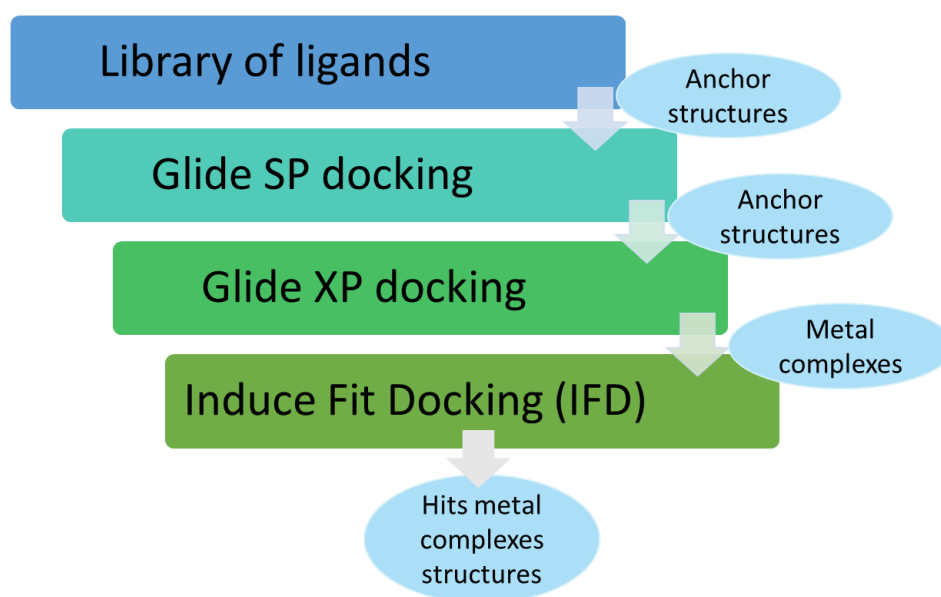 Library of ligands
Anchor
structures
Glide SP docking
Anchor
structures
Glide XP docking
Metal
complexes
Induce Fit Docking (IFD)
Hits metal
complexes
structures